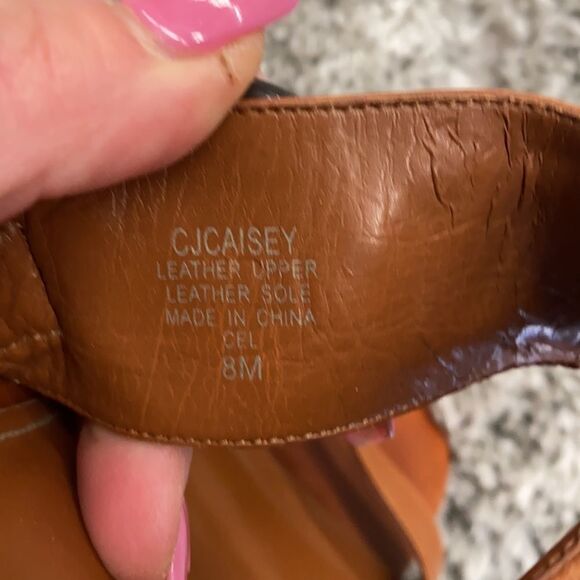 CJCAISEY
LEATHER UPPER
LEATHER SOLE
MADE IN CHINA
CEL
8M